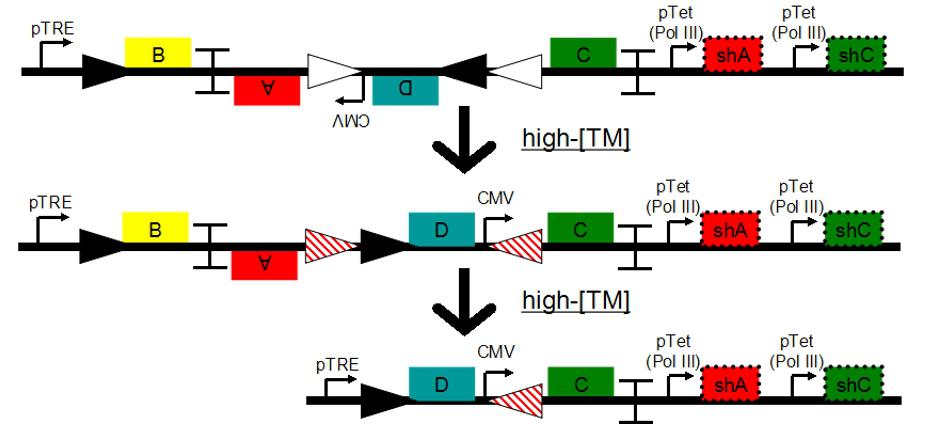 pTRE
B
A
CMV
D
C
pTet
(Pol III)
shA
pTet
(Pol III)
shC
high-[TM]
pTRE
B
A
D
CMV
C
pTet
(Pol III)
shA
pTet
(Pol III)
shC
high-[TM]
pTRE
D
CMV
C
pTet
(Pol III)
shA
pTet
(Pol III)
shC